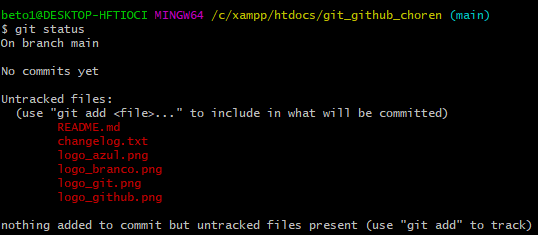 beto1@DESKTOP-HFTIOCI MINGW64 /c/xampp/htdocs/git_github_choren (main)
$ git status
On branch main
No commits yet
Untracked files:
(use "git add <file>..." to include in what will be committed)
README.md
changelog.txt
logo_azul.png
logo_branco.png
logo_git.png
logo_github.png
nothing added to commit but untracked files present (use "git add" to track)